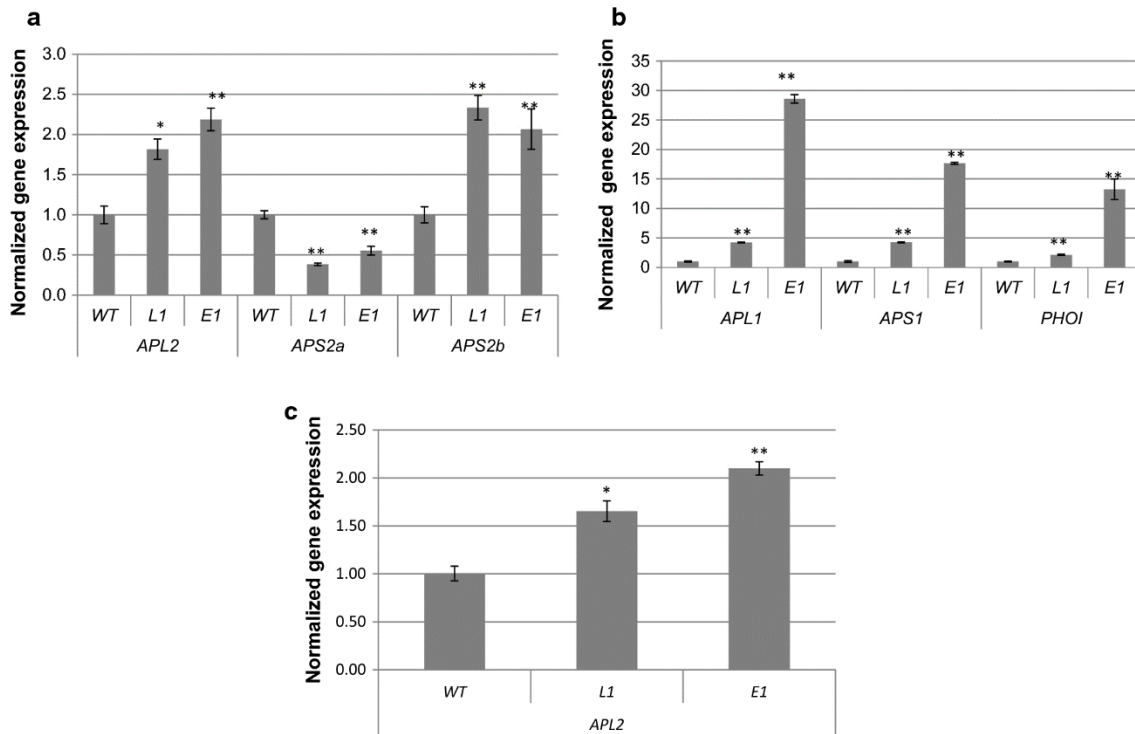 a
Normalized gene expression
3.0
2.5
2.0
1.5
1.0
0.5
0.0
* ** ** ** ** **
WT L1 E1 WT L1 E1 WT L1 E1
APL2 APS2a APS2b
b
Normalized gene expression
35
30
25
20
15
10
5
0
** ** ** ** ** **
WT L1 E1 WT L1 E1 WT L1 E1
APL1 APS1 PHOI
c
Normalized gene expression
2.50
2.00
1.50
1.00
0.50
0.00
* **
WT L1 E1
APL2